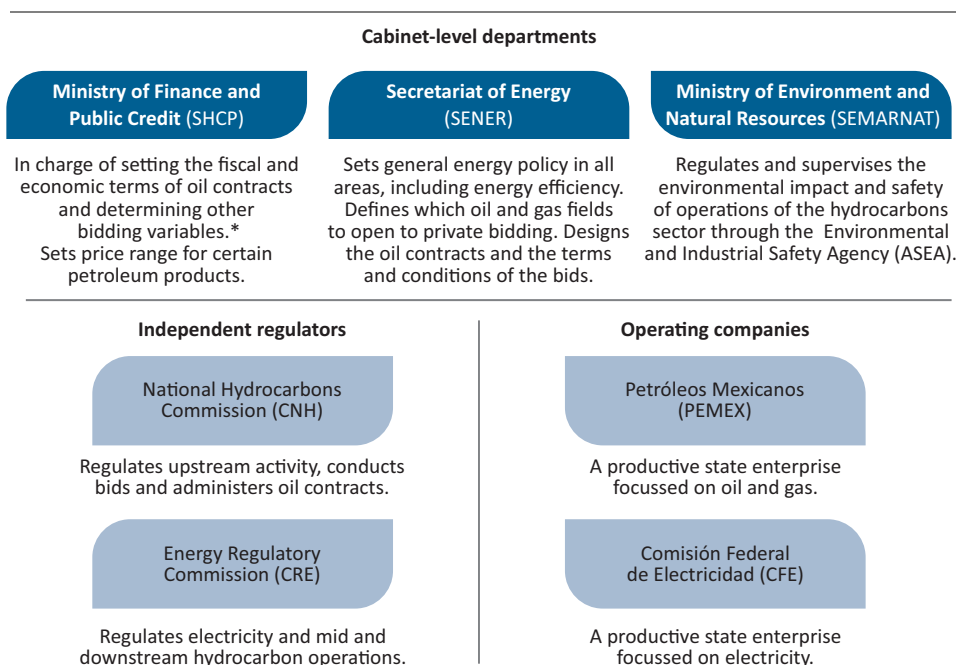 Cabinet-level departments
Ministry of Finance and
Public Credit (SHCP)
In charge of setting the fiscal and
economic terms of oil contracts
and determining other
bidding variables.*
Sets price range for certain
petroleum products.
Secretariat of Energy
(SENER)
Sets general energy policy in all
areas, including energy efficiency.
Defines which oil and gas fields
to open to private bidding. Designs
the oil contracts and the terms
and conditions of the bids.
Ministry of Environment and
Natural Resources (SEMARNAT)
Regulates and supervises the
environmental impact and safety
of operations of the hydrocarbons
sector through the Environmental
and Industrial Safety Agency (ASEA).
Independent regulators
National Hydrocarbons
Commission (CNH)
Regulates upstream activity, conducts
bids and administers oil contracts.
Energy Regulatory
Commission (CRE)
Regulates electricity and mid and
downstream hydrocarbon operations.
Operating companies
Petróleos Mexicanos
(PEMEX)
A productive state enterprise
focussed on oil and gas.
Comisión Federal
de Electricidad (CFE)
A productive state enterprise
focussed on electricity.